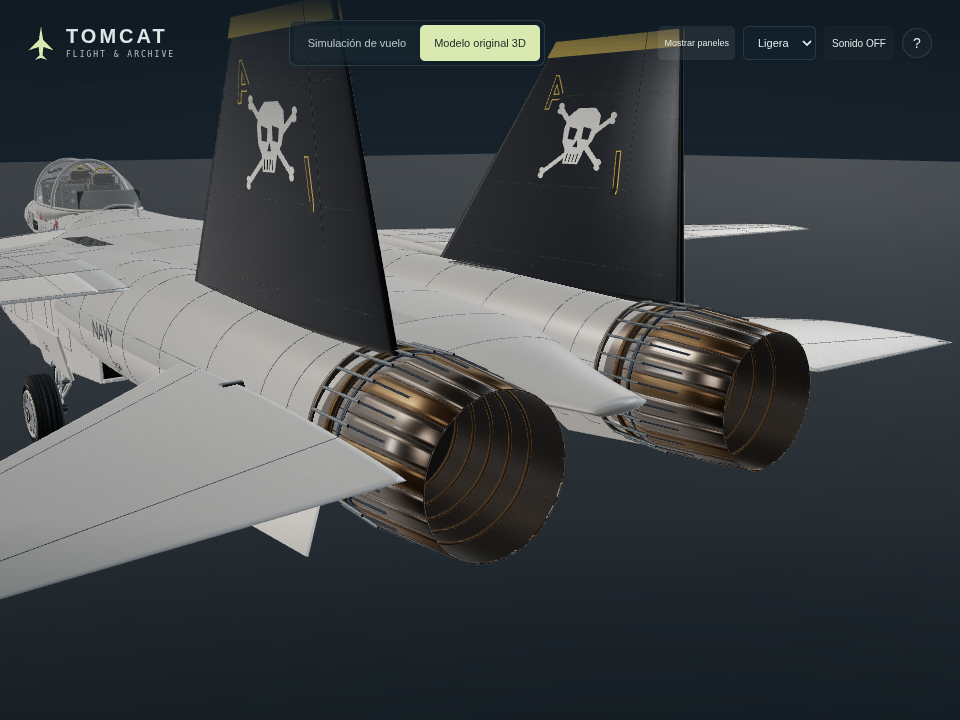 TOMCAT
FLIGHT & ARCHIVE
Simulación de vuelo
Modelo original 3D
Mostrar paneles
Ligera
Sonido OFF
?
A
A
NAVY